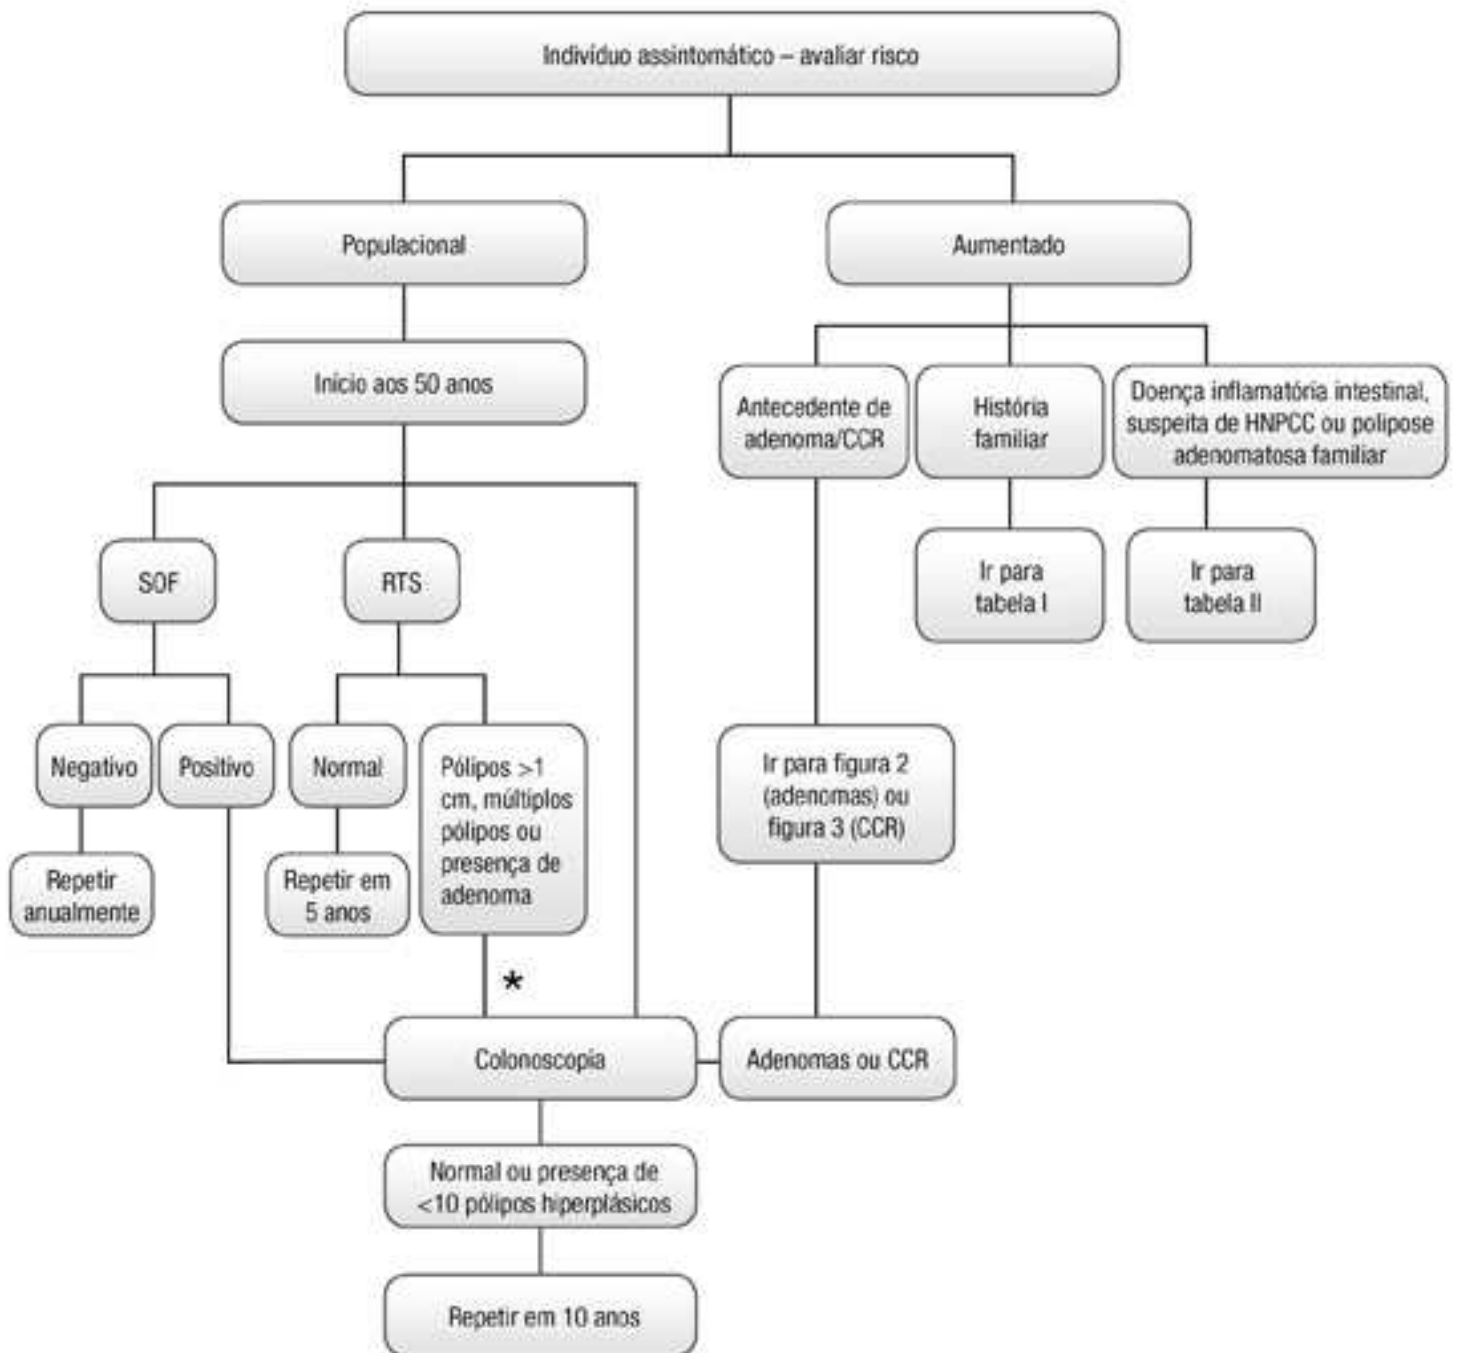 Indivíduo assintomático – avaliar risco
Populacional
Aumentado
Início aos 50 anos
Antecedente de
adenoma/CCR
História
familiar
Doença inflamatória intestinal,
suspeita de HNPCC ou polipose
adenomatosa familiar
SOF
RTS
Ir para
tabela I
Ir para
tabela II
Negativo
Positivo
Normal
Pólipos >1
cm, múltiplos
pólipos ou
presença de
adenoma
Ir para figura 2
(adenomas) ou
figura 3 (CCR)
Repetir
anualmente
Repetir em
5 anos
*
Colonoscopia
Adenomas ou CCR
Normal ou presença de
<10 pólipos hiperplásicos
Repetir em 10 anos